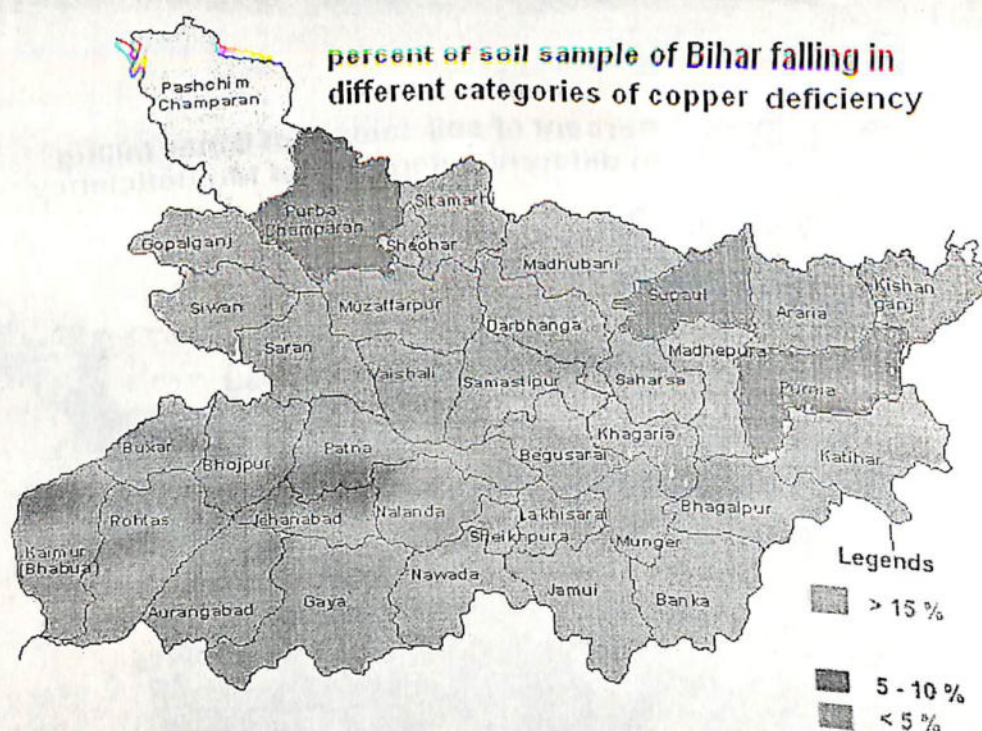 percent of soil sample of Bihar falling in
different categories of copper deficiency
Pashchim
Champaran
Purba
Champaran
Sitamarh
Sheohar
Gopalganj
Madhubani
Siwan
Muzaffarpur
Darbhanga
Supaul
Araria
Kishan
ganj
Saran
Vaishali
Samastipur
Saharsa
Madhepura
Purnia
Buxar
Bhojpur
Patna
Begusarai
Khagaria
Katihar
Rohtas
Jehanabad
Nalanda
Lakhisarai
Bhagalpur
Sheikhpura
Munger
Kaimur
(Bhabua)
Aurangabad
Gaya
Nawada
Jamui
Banka
Legends
> 15 %
5 - 10 %
< 5 %